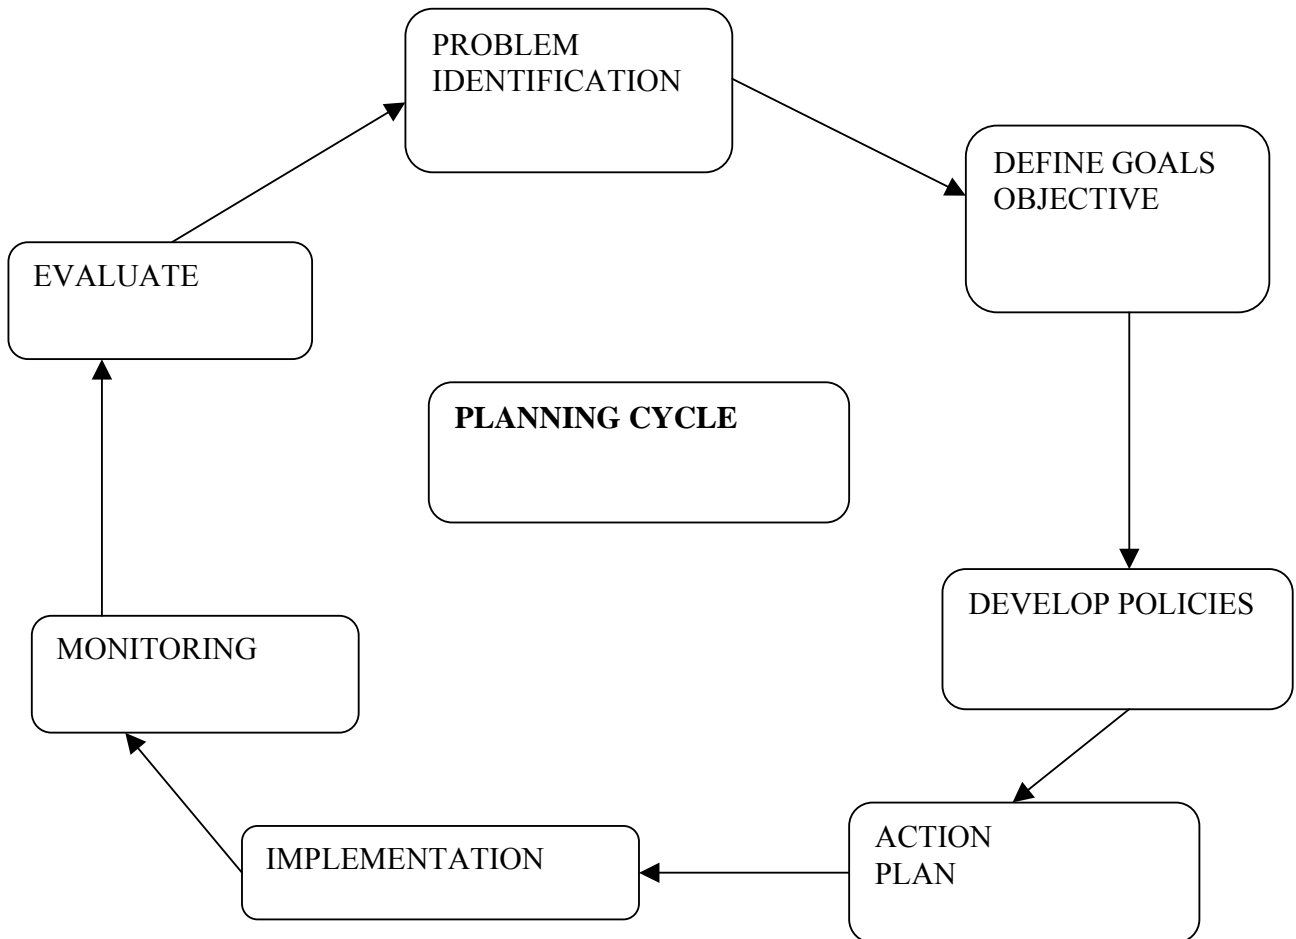 PROBLEM
IDENTIFICATION
DEFINE GOALS
OBJECTIVE
EVALUATE
PLANNING CYCLE
DEVELOP POLICIES
MONITORING
ACTION
PLAN
IMPLEMENTATION